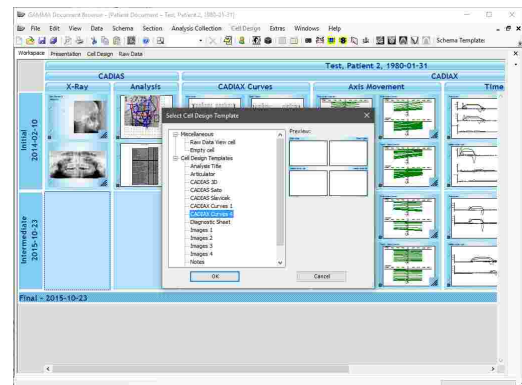 GAMMA Document Browser - [Patient Document - Test, Patient 2, 1980-01-31]
File Edit View Data Schema Section Analysis Collection Cell Design Extras Windows Help
Schema Template
Workspace Presentation Cell Design Raw Data
Test, Patient 2, 1980-01-31
CADIAS CADIAX
X-Ray Analysis CADIAX Curves Axis Movement Time
Initial
2014-02-10
Select Cell Design Template
Miscellaneous
Raw Data View cell
Empty cell
Cell Design Templates
Analysis Title
Articulator
CADIAS 3D
CADIAS Sato
CADIAS Slavicek
CADIAX Curves 1
CADIAX Curves 4
Diagnostic Sheet
Images 1
Images 2
Images 3
Images 4
Notes
Preview:
OK Cancel
Intermediate
2015-10-23
Final - 2015-10-23